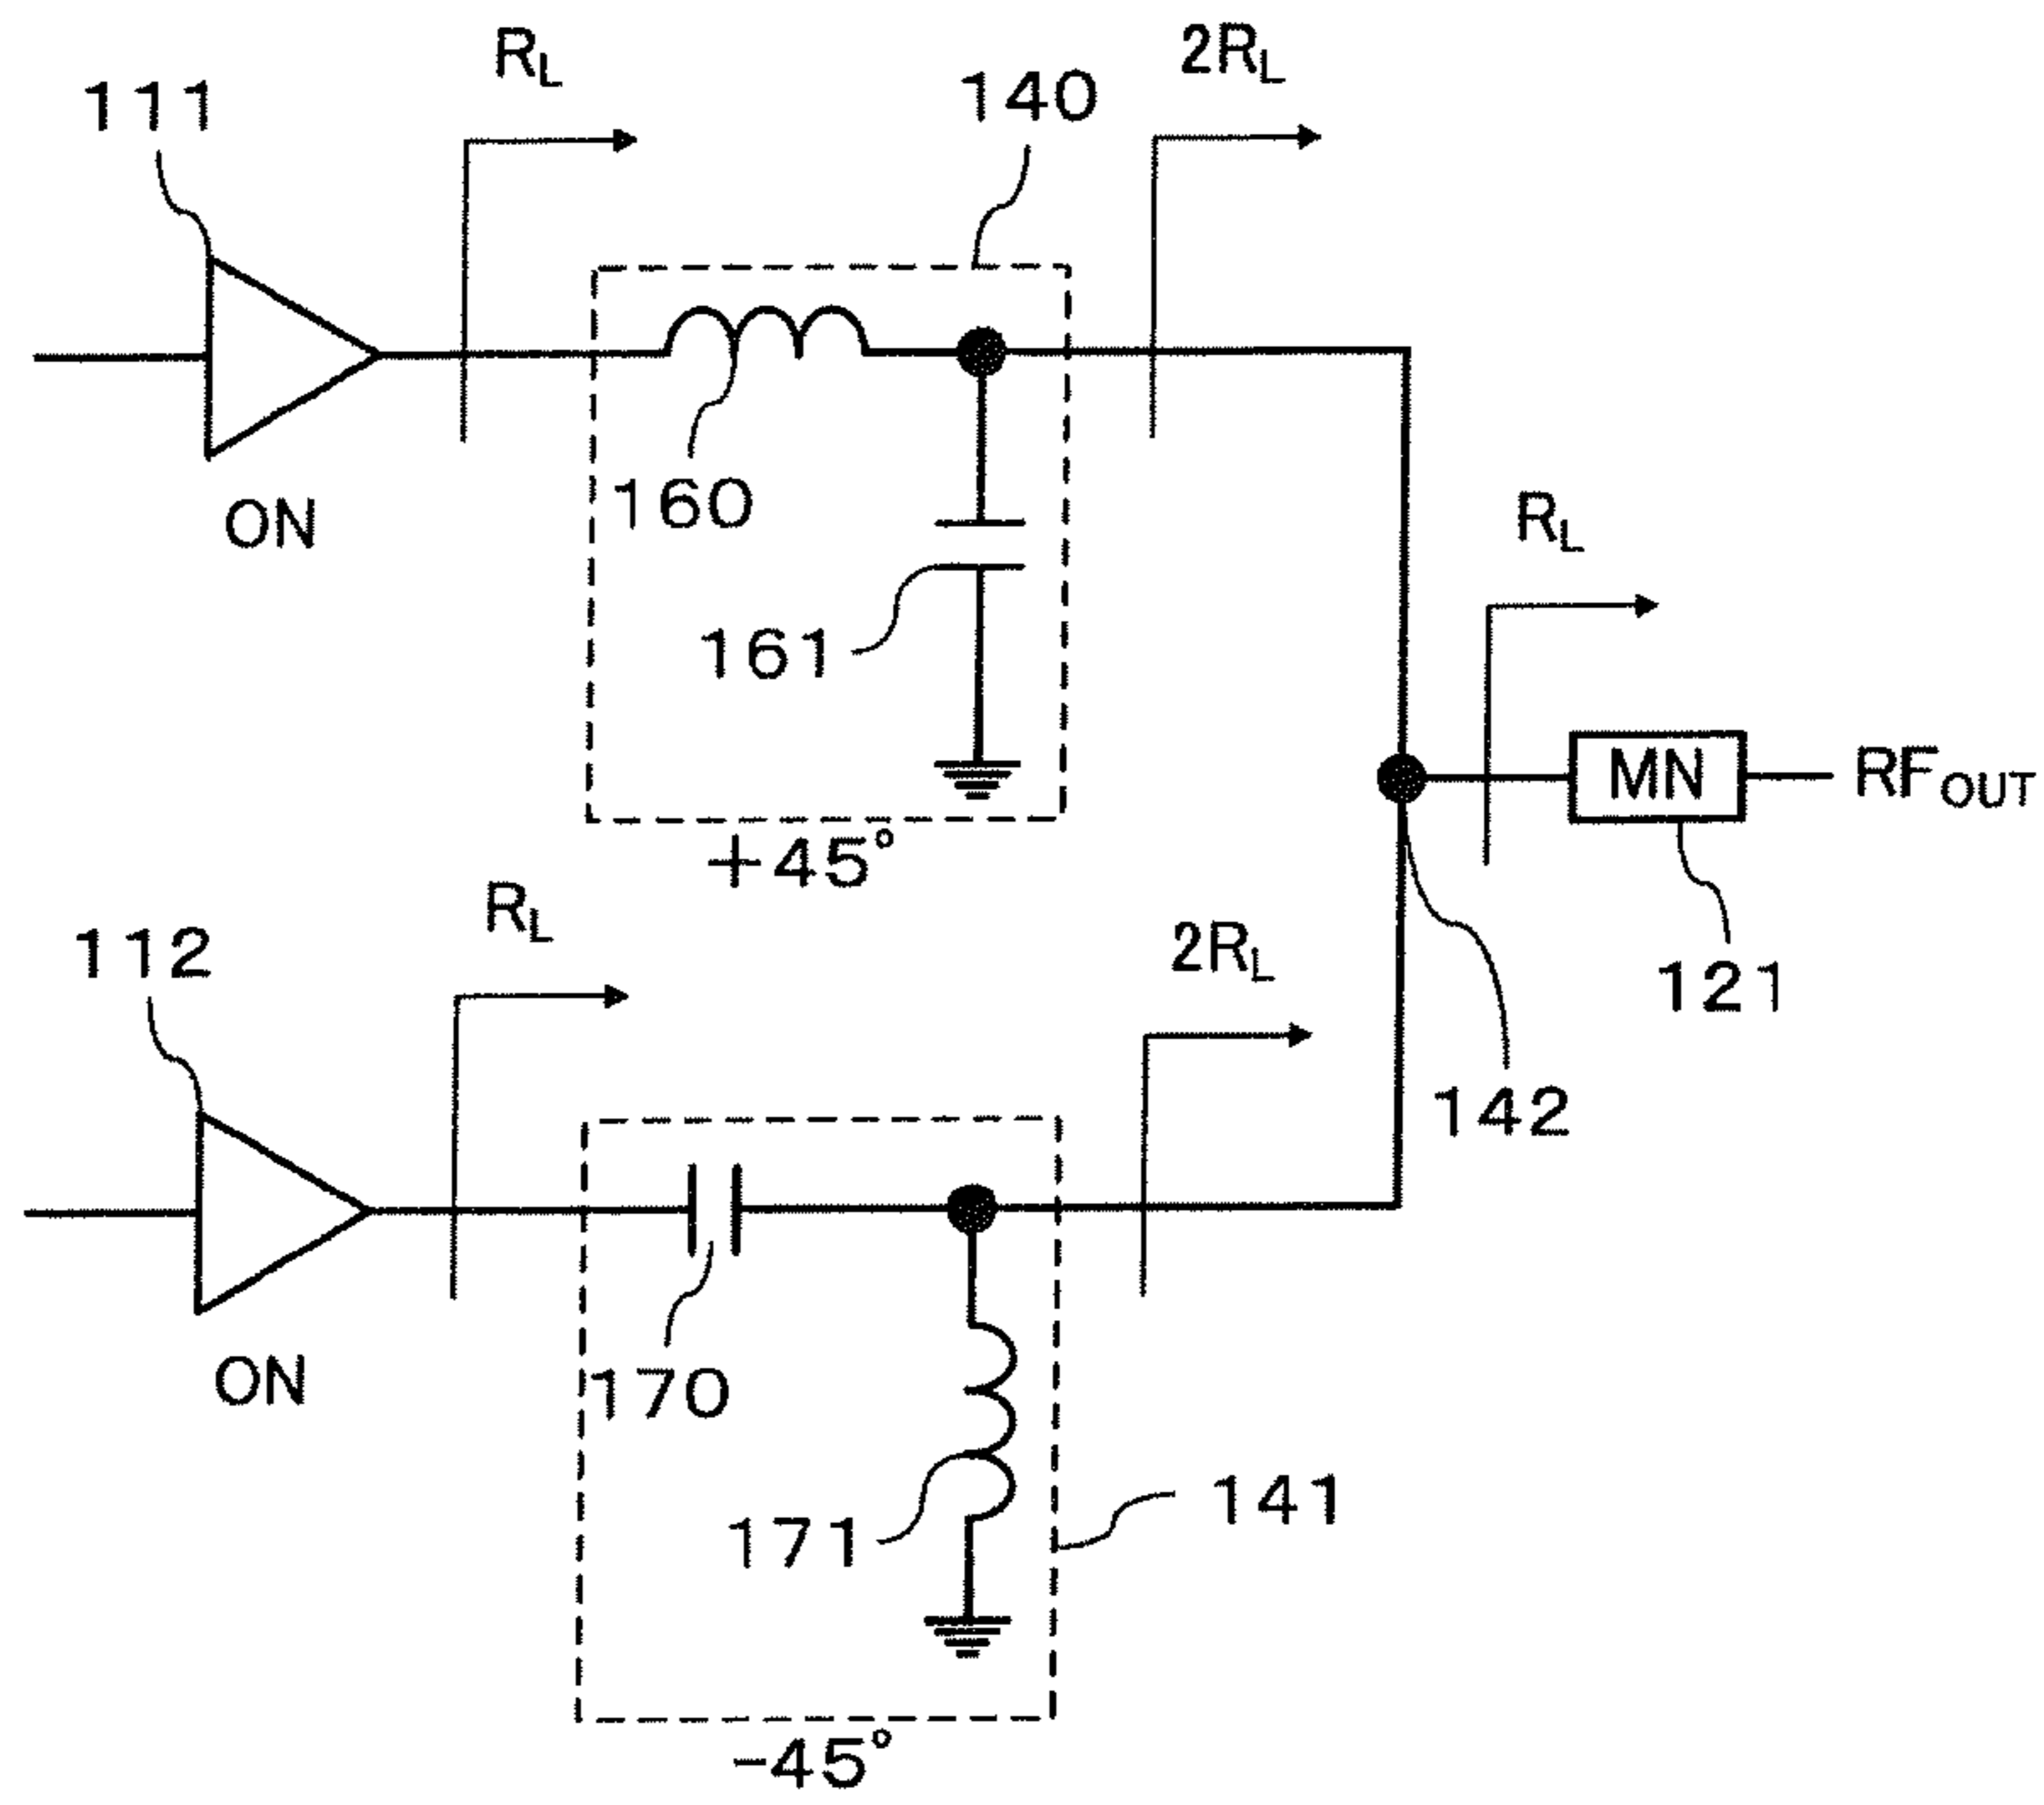 111
R_L
140
2R_L
160
ON
161
R_L
MN
RF_OUT
+45°
112
R_L
2R_L
121
142
170
ON
171
141
-45°